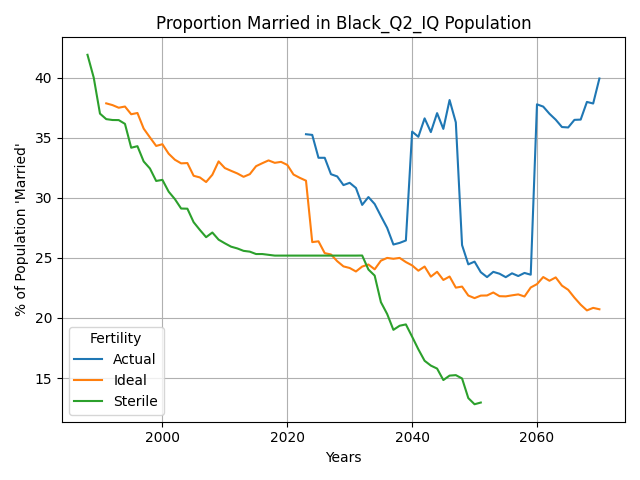 Proportion Married in Black_Q2_IQ Population
% of Population 'Married'
40
35
30
25
20
15
Fertility
Actual
Ideal
Sterile
2000
2020
2040
2060
Years